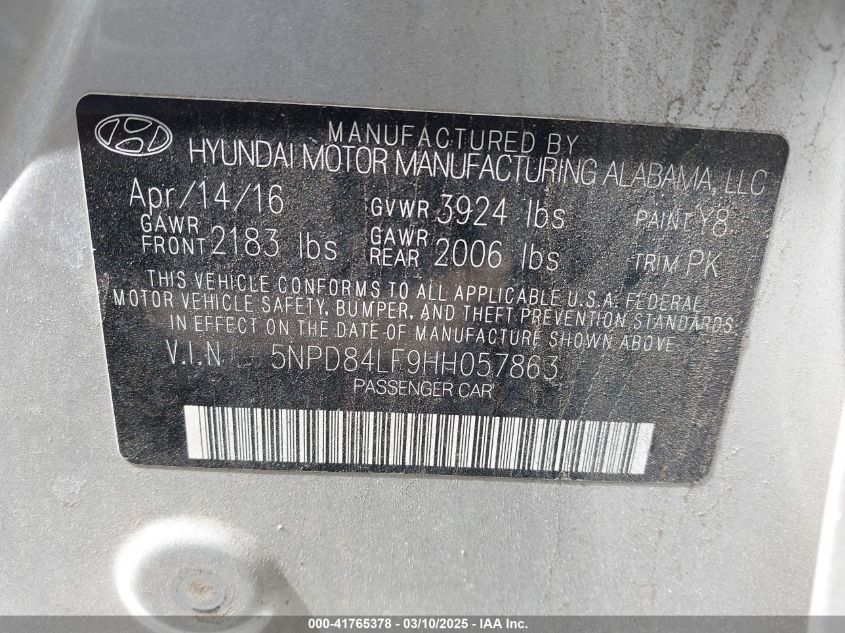 MANUFACTURED BY
HYUNDAI MOTOR MANUFACTURING ALABAMA, LLC
Apr/14/16 GVWR 3924 lbs PAINT Y8
GAWR FRONT 2183 lbs GAWR REAR 2006 lbs TRIM PK
THIS VEHICLE CONFORMS TO ALL APPLICABLE U.S.A. FEDERAL
MOTOR VEHICLE SAFETY, BUMPER, AND THEFT PREVENTION STANDARDS
IN EFFECT ON THE DATE OF MANUFACTURE SHOWN ABOVE.
V.I.N 5NPD84LF9HH057863
PASSENGER CAR
000-41765378 - 03/10/2025 - IAA Inc.